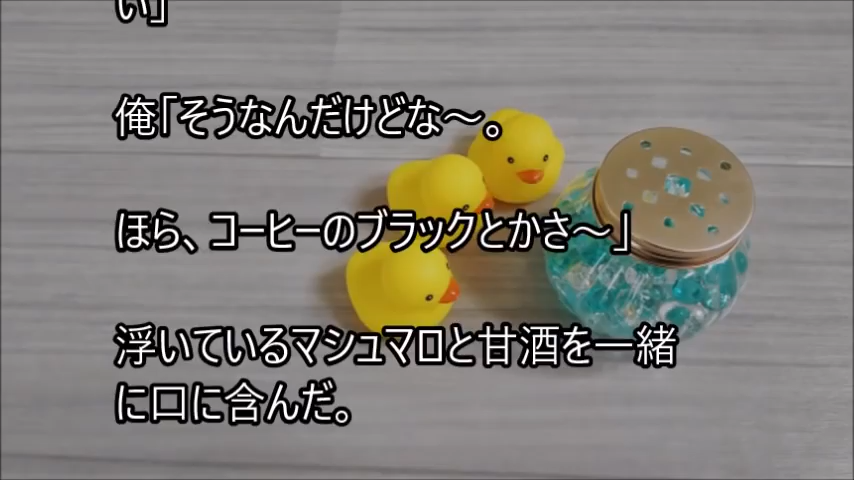 い」
俺「そうなんだけどな～。
ほら、コーヒーのブラックとかさ～」
浮いているマシュマロと甘酒を一緒
に口に含んだ。